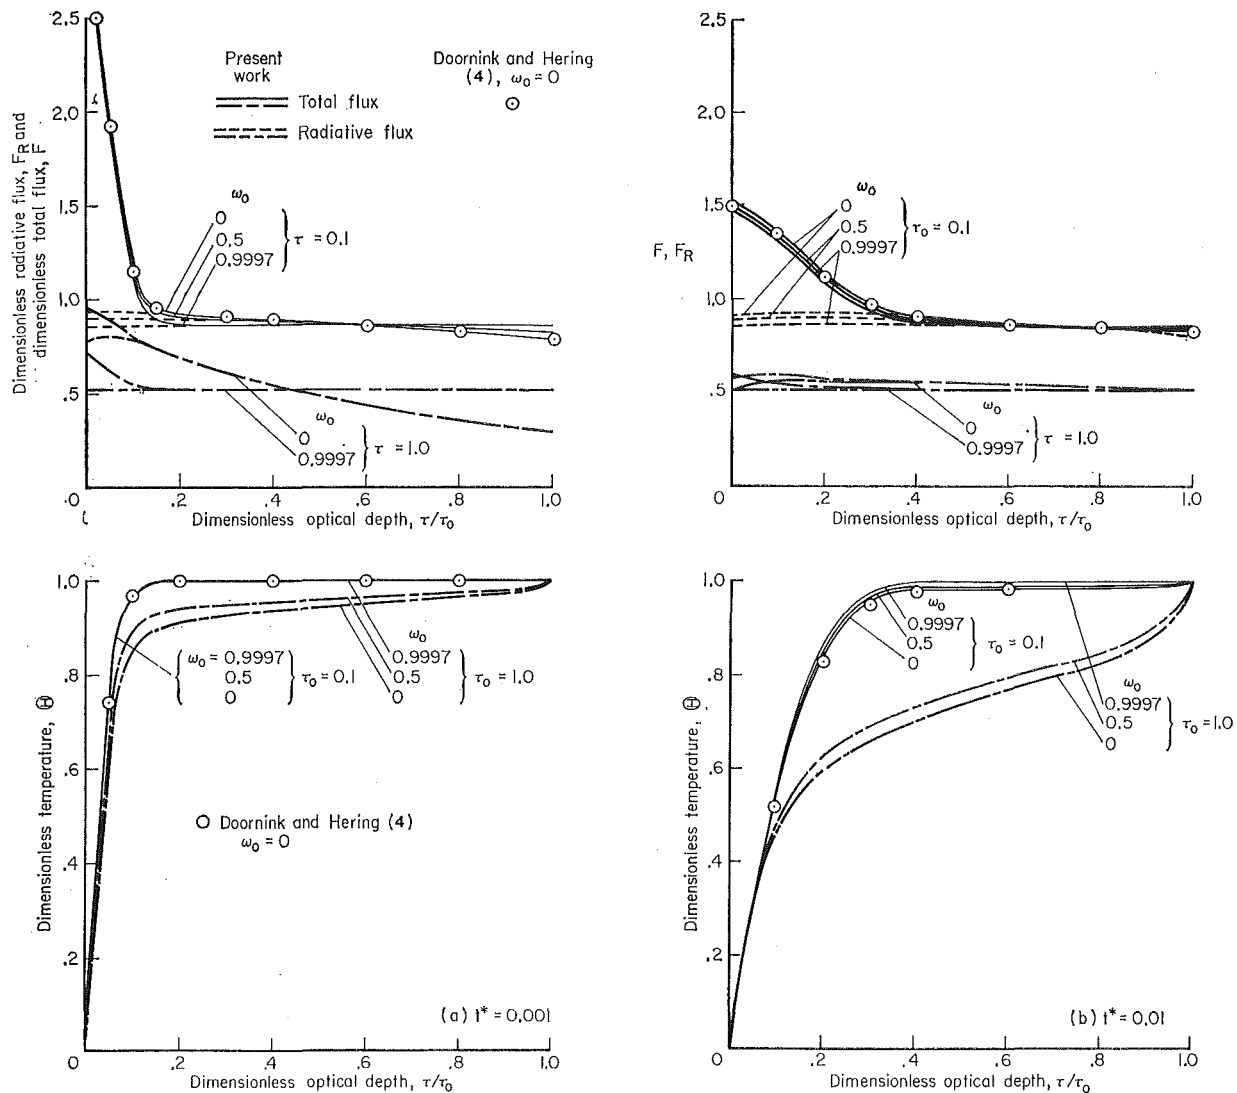 2.5
2.0
1.5
1.0
.5
.0
Dimensionless radiative flux, F_R and
dimensionless total flux, F
Present
work
Total flux
Radiative flux
Doornink and Hering
(4), ω₀ = 0
ω₀
0
0.5
0.9997
τ = 0.1
ω₀
0
0.9997
τ = 1.0
.2
.4
.6
.8
1.0
Dimensionless optical depth, τ/τ₀
2.5
2.0
1.5
1.0
.5
0
F, F_R
ω₀
0
0.5
0.9997
τ₀ = 0.1
ω₀
0
0.9997
τ = 1.0
.2
.4
.6
.8
1.0
Dimensionless optical depth, τ/τ₀
1.0
.8
.6
.4
.2
0
Dimensionless temperature, Ⓗ
ω₀ = 0.9997
0.5
0
τ₀ = 0.1
ω₀
0.9997
0.5
0
τ₀ = 1.0
Doornink and Hering (4)
ω₀ = 0
(a) t* = 0.001
.2
.4
.6
.8
1.0
Dimensionless optical depth, τ/τ₀
1.0
.8
.6
.4
.2
0
Dimensionless temperature, Ⓗ
ω₀
0.9997
0.5
0
τ₀ = 0.1
ω₀
0.9997
0.5
0
τ₀ = 1.0
(b) t* = 0.01
.2
.4
.6
.8
1.0
Dimensionless optical depth, τ/τ₀